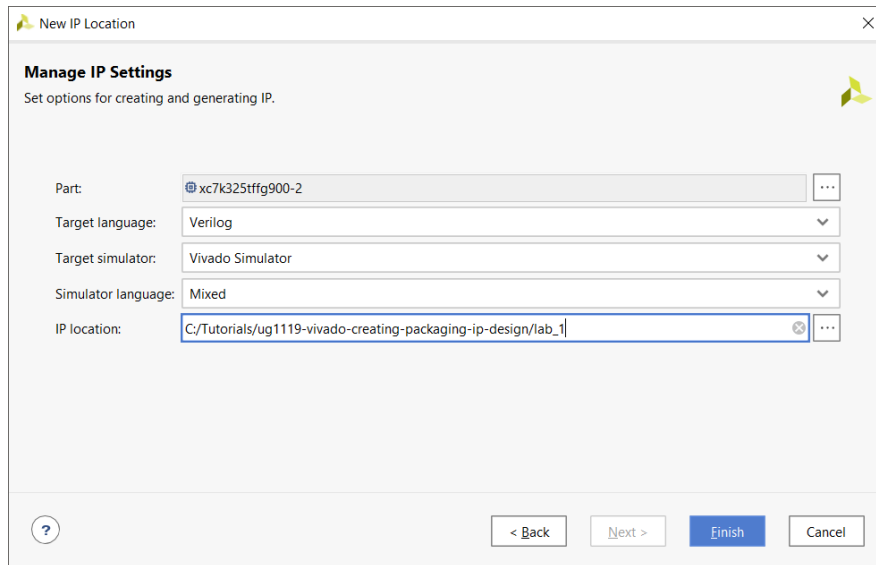 New IP Location
Manage IP Settings
Set options for creating and generating IP.
Part: xc7k325tffg900-2 ...
Target language: Verilog
Target simulator: Vivado Simulator
Simulator language: Mixed
IP location: C:/Tutorials/ug1119-vivado-creating-packaging-ip-design/lab_1 ...
? < Back Next > Finish Cancel